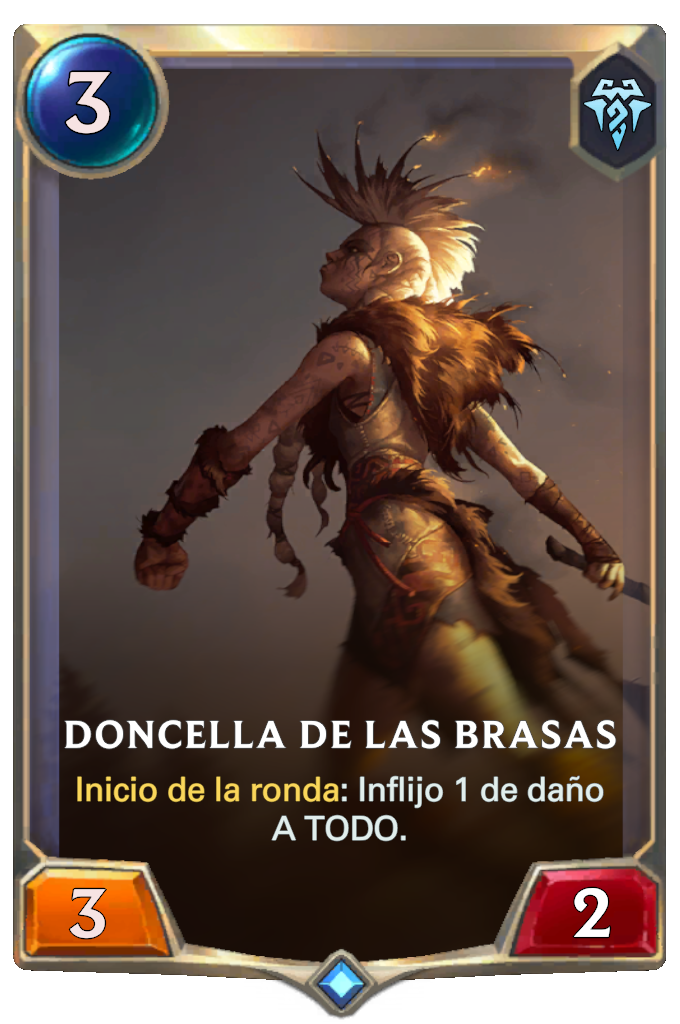 3
DONCELLA DE LAS BRASAS
Inicio de la ronda: Inflijo 1 de daño
A TODO.
3
2